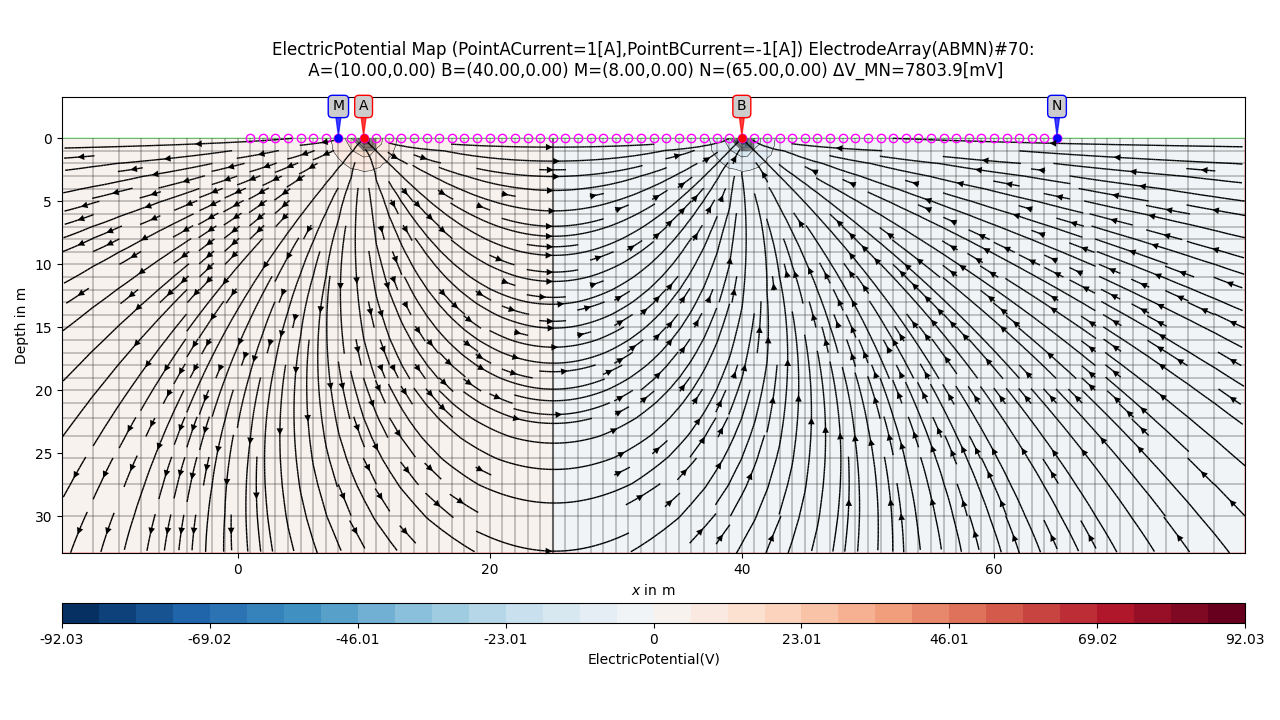 ElectricPotential Map (PointACurrent=1[A],PointBCurrent=-1[A]) ElectrodeArray(ABMN)#70:
A=(10.00,0.00) B=(40.00,0.00) M=(8.00,0.00) N=(65.00,0.00) ΔV_MN=7803.9[mV]
M A B N
0
5
10
15
20
25
30
Depth in m
0 20 40 60
x in m
-92.03 -69.02 -46.01 -23.01 0 23.01 46.01 69.02 92.03
ElectricPotential(V)